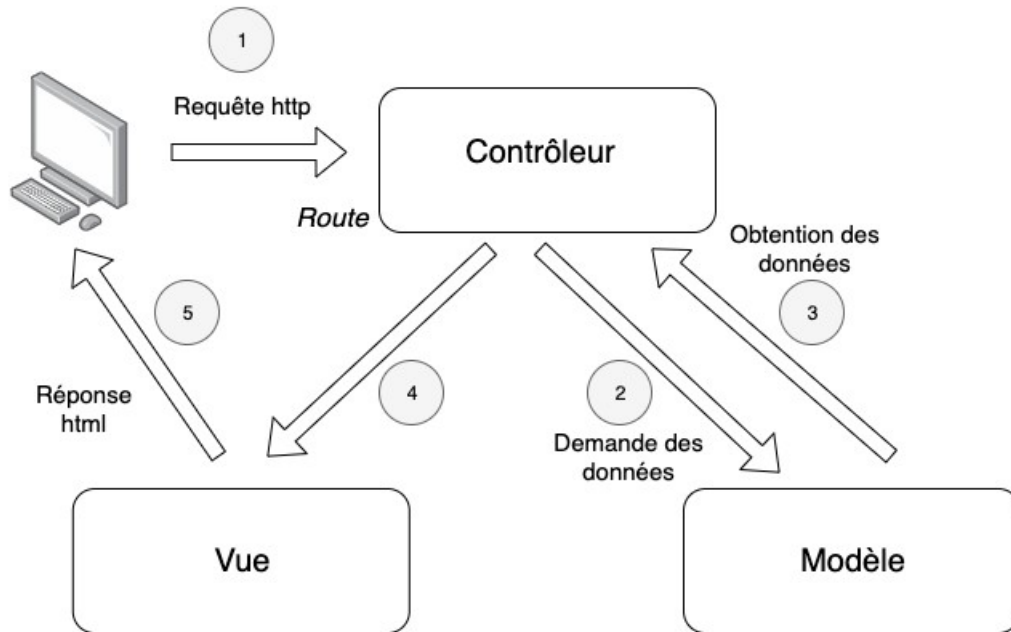 1
Requête http
Contrôleur
Route
Obtention des
données
3
5
4
2
Réponse
html
Demande des
données
Vue
Modèle